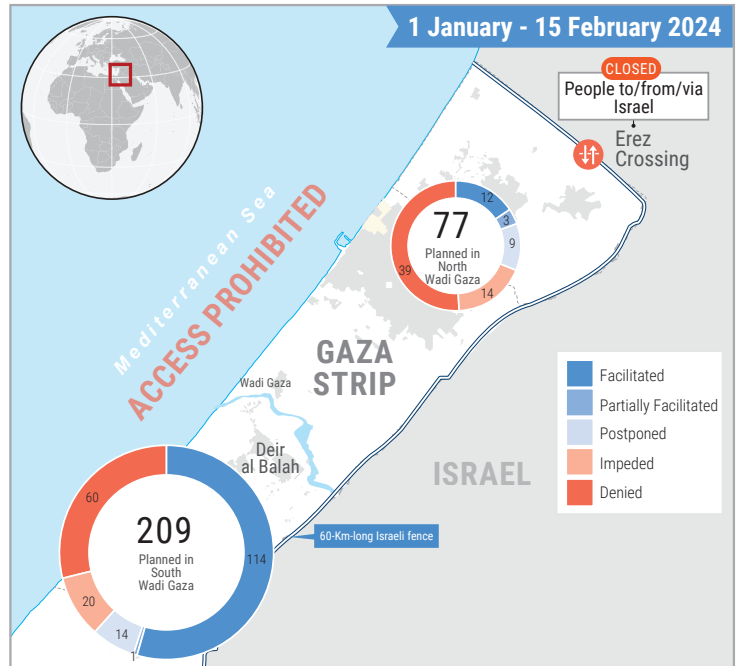 1 January - 15 February 2024
CLOSED
People to/from/via
Israel
Erez
Crossing
Mediterranean Sea
ACCESS PROHIBITED
12
3
9
14
39
77
Planned in
North
Wadi Gaza
GAZA
STRIP
Wadi Gaza
Deir
al Balah
ISRAEL
Facilitated
Partially Facilitated
Postponed
Impeded
Denied
60-Km-long Israeli fence
60
114
20
14
1
209
Planned in
South
Wadi Gaza